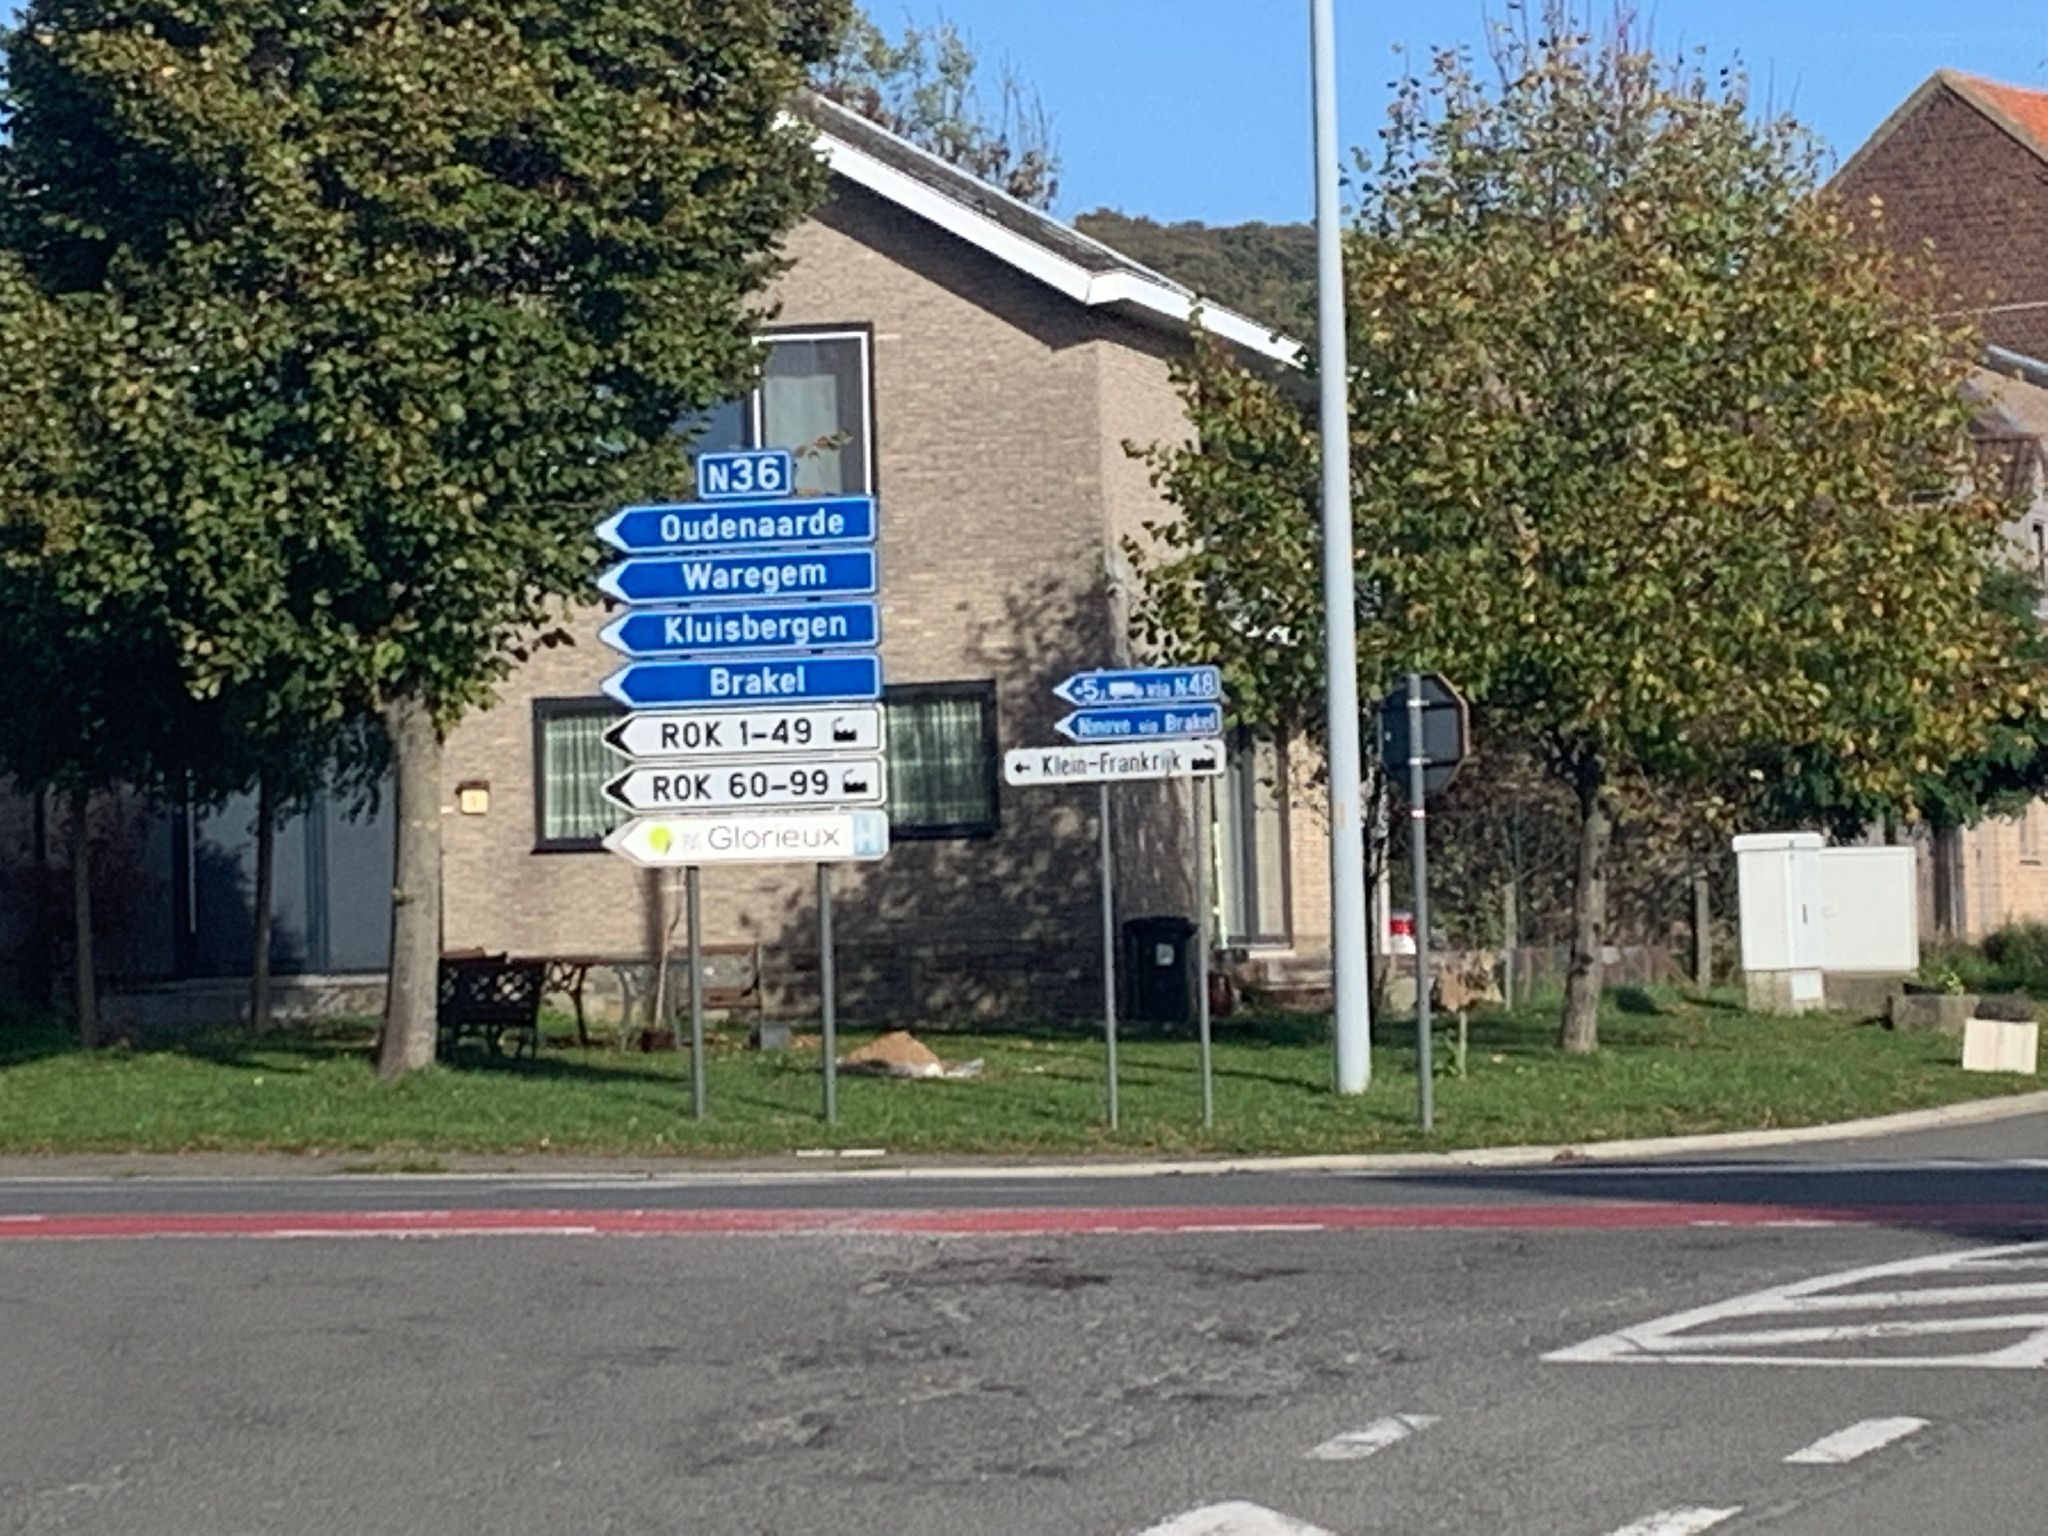 N36
Oudenaarde
Waregem
Kluisbergen
Brakel
ROK 1-49
ROK 60-99
Glorieux H
via N48
Ninove via Brakel
Klein-Frankrijk